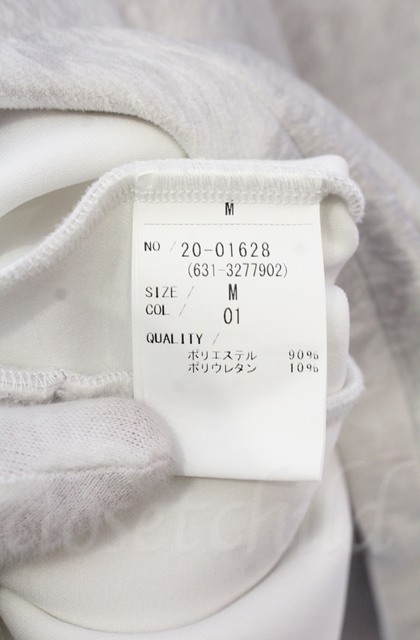 M
NO / 20-01628
(631-3277902)
SIZE / M
COL / 01
QUALITY /
ポリエステル 90%
ポリウレタン 10%
closetchild